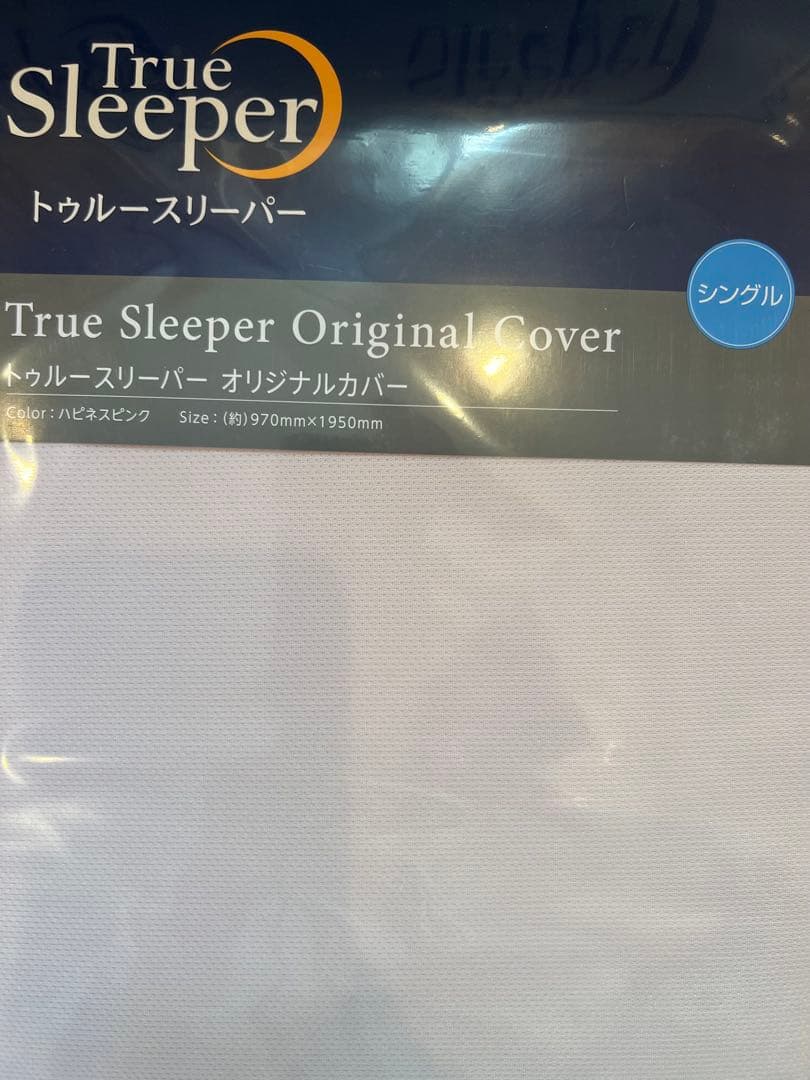 True
Sleeper
トゥルースリーパー
シングル
True Sleeper Original Cover
トゥルースリーパー オリジナルカバー
Color：ハピネスピンク Size：(約)970mm×1950mm